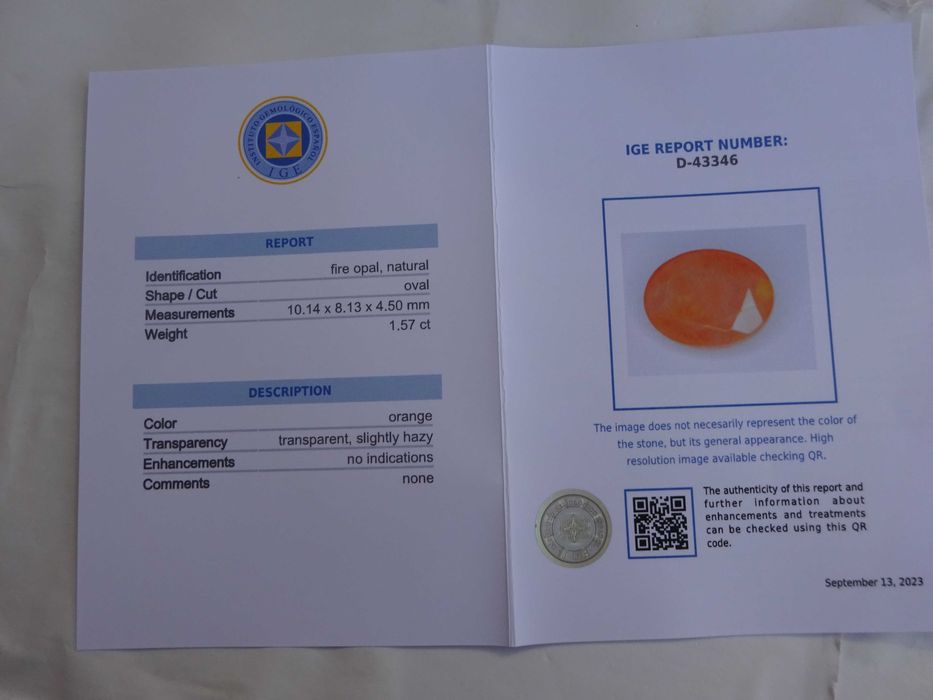 INSTITUTO GEMOLÓGICO ESPAÑOL
IGE
REPORT
Identification fire opal, natural
Shape / Cut oval
Measurements 10.14 x 8.13 x 4.50 mm
Weight 1.57 ct
DESCRIPTION
Color orange
Transparency transparent, slightly hazy
Enhancements no indications
Comments none
IGE REPORT NUMBER:
D-43346
The image does not necesarily represent the color of
the stone, but its general appearance. High
resolution image available checking QR.
The authenticity of this report and
further information about
enhancements and treatments
can be checked using this QR
code.
September 13, 2023